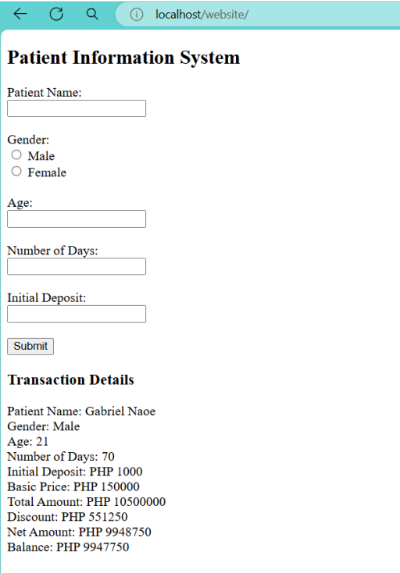 localhost/website/
Patient Information System
Patient Name:
Gender:
Male
Female
Age:
Number of Days:
Initial Deposit:
Submit
Transaction Details
Patient Name: Gabriel Naoe
Gender: Male
Age: 21
Number of Days: 70
Initial Deposit: PHP 1000
Basic Price: PHP 150000
Total Amount: PHP 10500000
Discount: PHP 551250
Net Amount: PHP 9948750
Balance: PHP 9947750